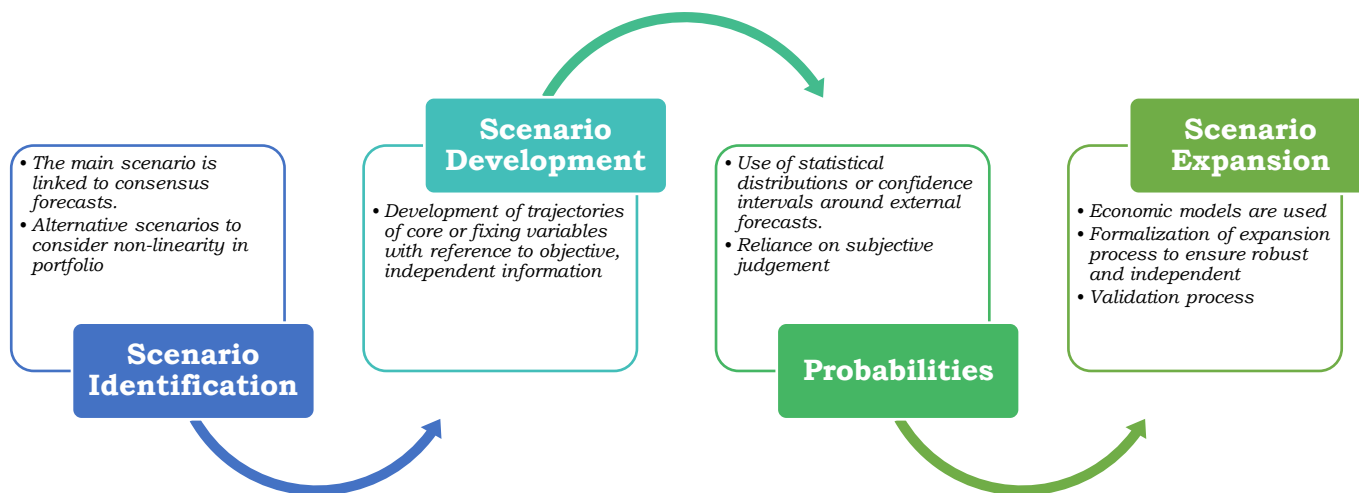 • The main scenario is
linked to consensus
forecasts.
• Alternative scenarios to
consider non-linearity in
portfolio
Scenario
Identification
Scenario
Development
• Development of trajectories
of core or fixing variables
with reference to objective,
independent information
• Use of statistical
distributions or confidence
intervals around external
forecasts.
• Reliance on subjective
judgement
Probabilities
Scenario
Expansion
• Economic models are used
• Formalization of expansion
process to ensure robust
and independent
• Validation process